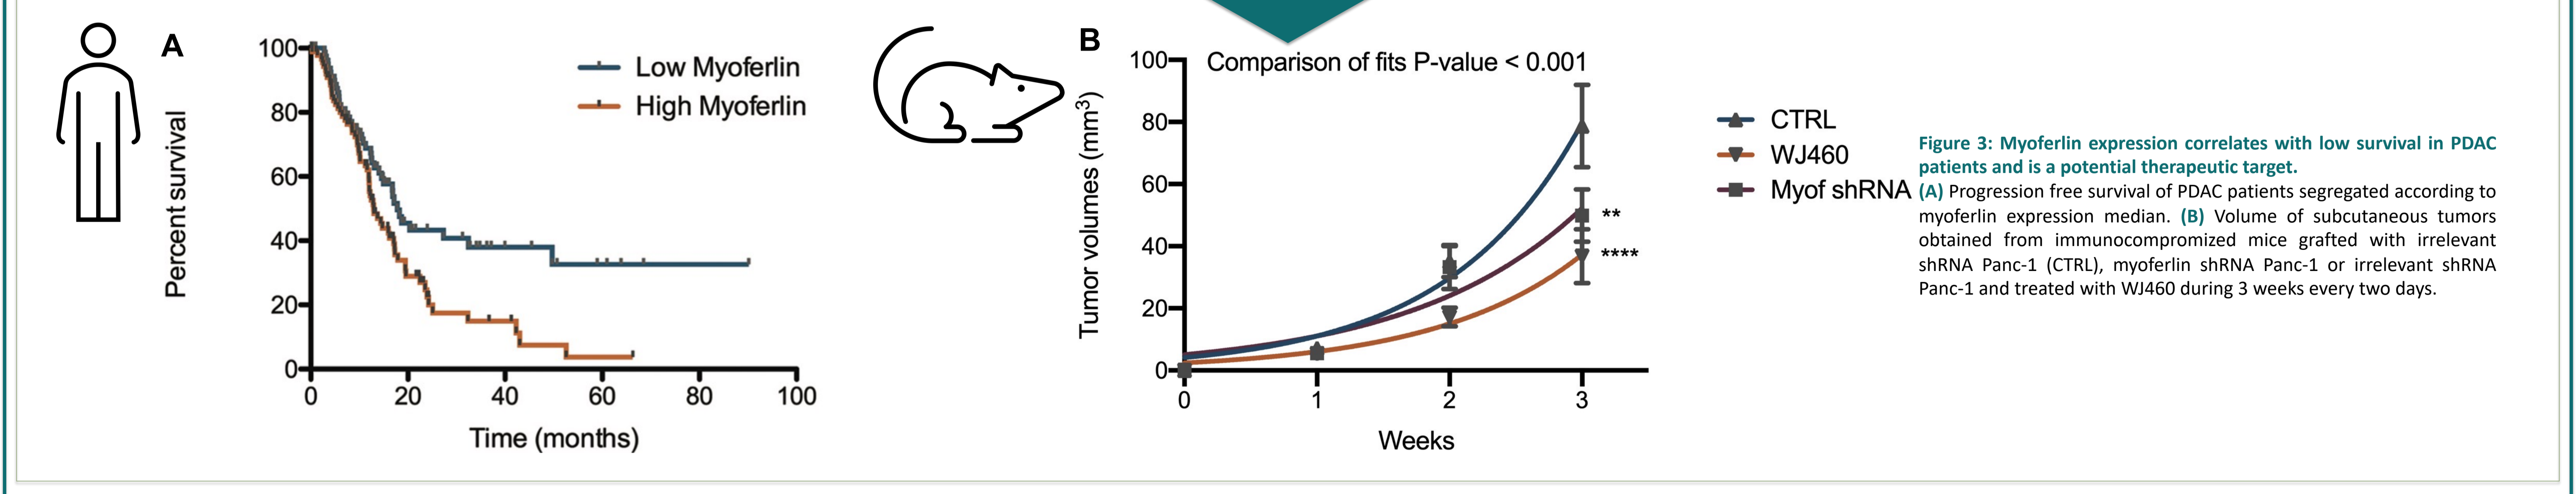 A
100
80
60
40
20
0
Percent survival
Low Myoferlin
High Myoferlin
0 20 40 60 80 100
Time (months)
B
100
80
60
40
20
0
Tumor volumes (mm³)
Comparison of fits P-value < 0.001
**
****
0 1 2 3
Weeks
CTRL
WJ460
Myof shRNA
Figure 3: Myoferlin expression correlates with low survival in PDAC
patients and is a potential therapeutic target.
(A) Progression free survival of PDAC patients segregated according to
myoferlin expression median. (B) Volume of subcutaneous tumors
obtained from immunocompromized mice grafted with irrelevant
shRNA Panc-1 (CTRL), myoferlin shRNA Panc-1 or irrelevant shRNA
Panc-1 and treated with WJ460 during 3 weeks every two days.